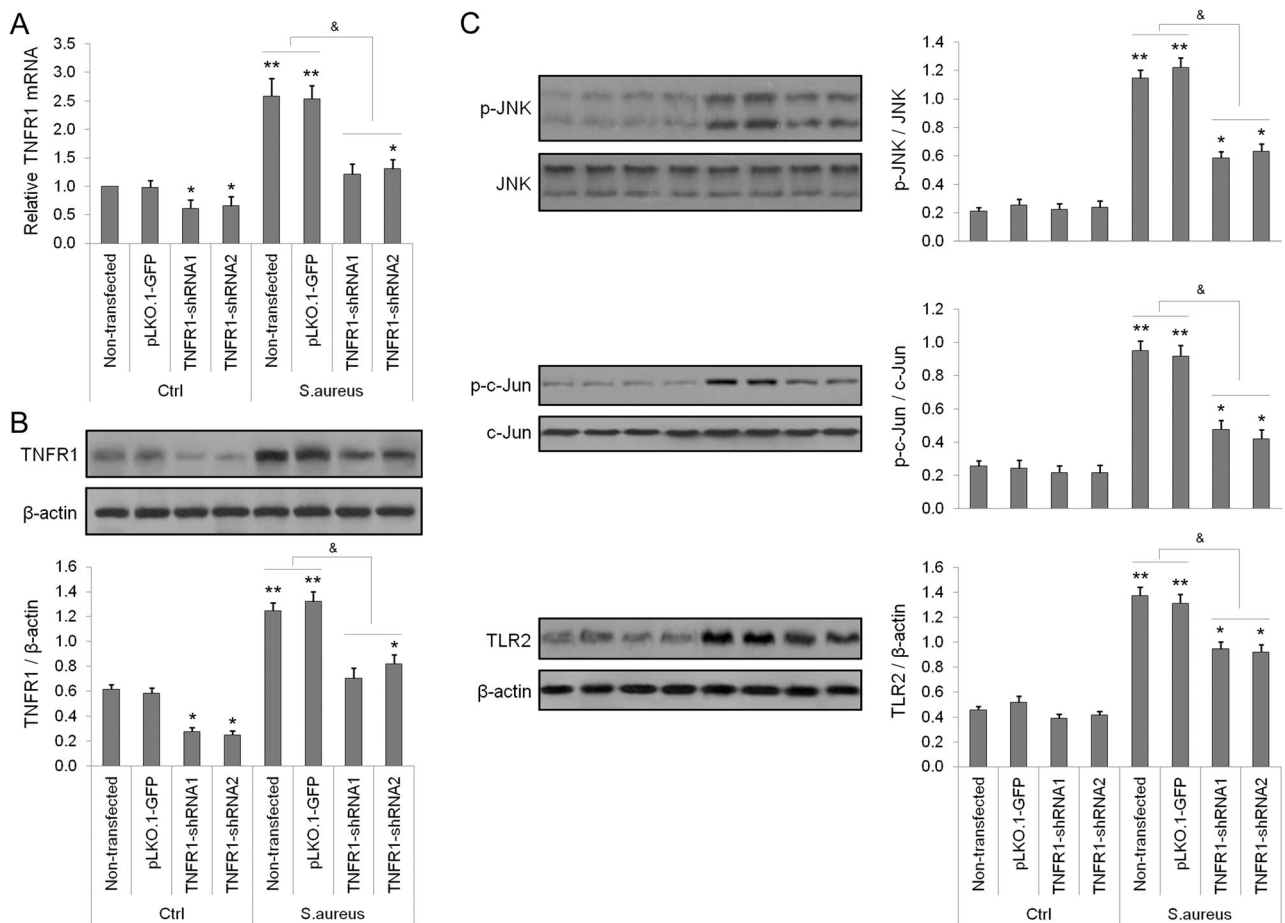 A
Relative TNFR1 mRNA
&
3.5
3.0
2.5
2.0
1.5
1.0
0.5
0.0
** ** * * *
Non-transfected
pLKO.1-GFP
TNFR1-shRNA1
TNFR1-shRNA2
Non-transfected
pLKO.1-GFP
TNFR1-shRNA1
TNFR1-shRNA2
Ctrl S.aureus
B
TNFR1
β-actin
TNFR1 / β-actin
&
1.6
1.4
1.2
1.0
0.8
0.6
0.4
0.2
0.0
** ** * * *
Non-transfected
pLKO.1-GFP
TNFR1-shRNA1
TNFR1-shRNA2
Non-transfected
pLKO.1-GFP
TNFR1-shRNA1
TNFR1-shRNA2
Ctrl S.aureus
C
p-JNK
JNK
p-JNK / JNK
&
1.4
1.2
1.0
0.8
0.6
0.4
0.2
0.0
** ** * *
p-c-Jun
c-Jun
p-c-Jun / c-Jun
&
1.2
1.0
0.8
0.6
0.4
0.2
0.0
** ** * *
TLR2
β-actin
TLR2 / β-actin
&
1.6
1.4
1.2
1.0
0.8
0.6
0.4
0.2
0.0
** ** * *
Non-transfected
pLKO.1-GFP
TNFR1-shRNA1
TNFR1-shRNA2
Non-transfected
pLKO.1-GFP
TNFR1-shRNA1
TNFR1-shRNA2
Ctrl S.aureus